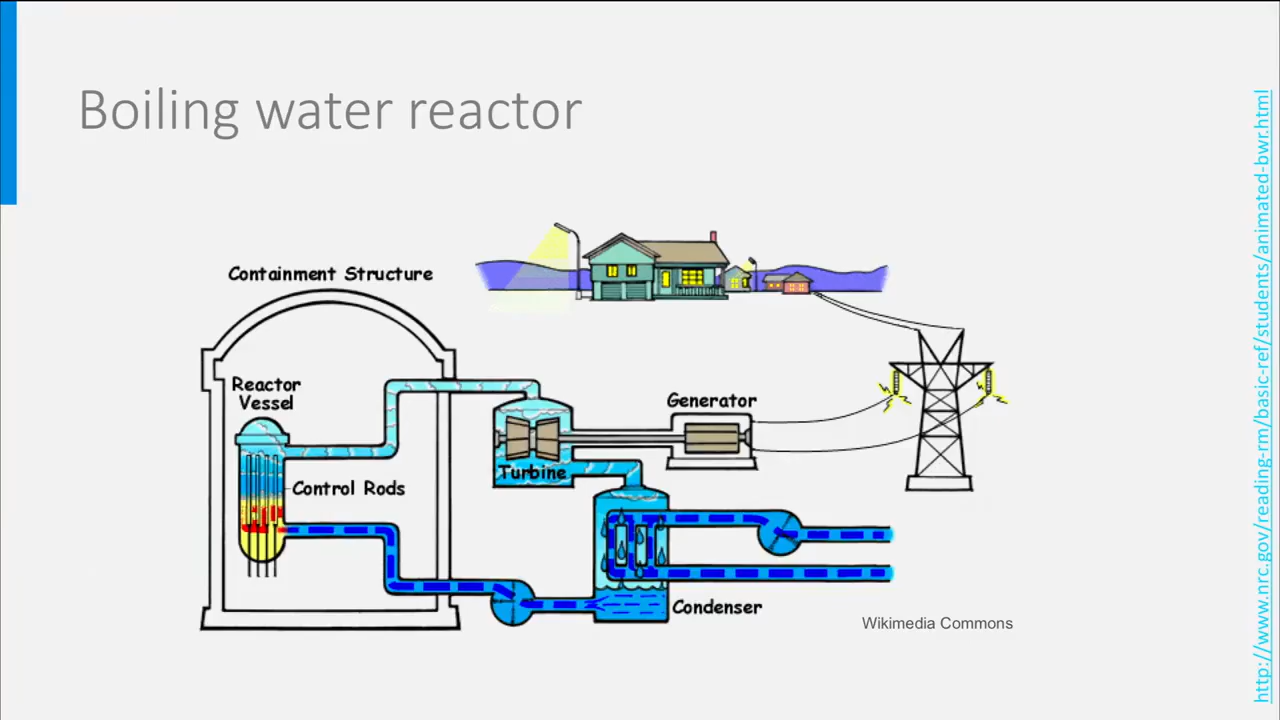 Boiling water reactor
Containment Structure
Reactor
Vessel
Control Rods
Turbine
Generator
Condenser
Wikimedia Commons
http://www.nrc.gov/reading-rm/basic-ref/students/animated-bwr.html